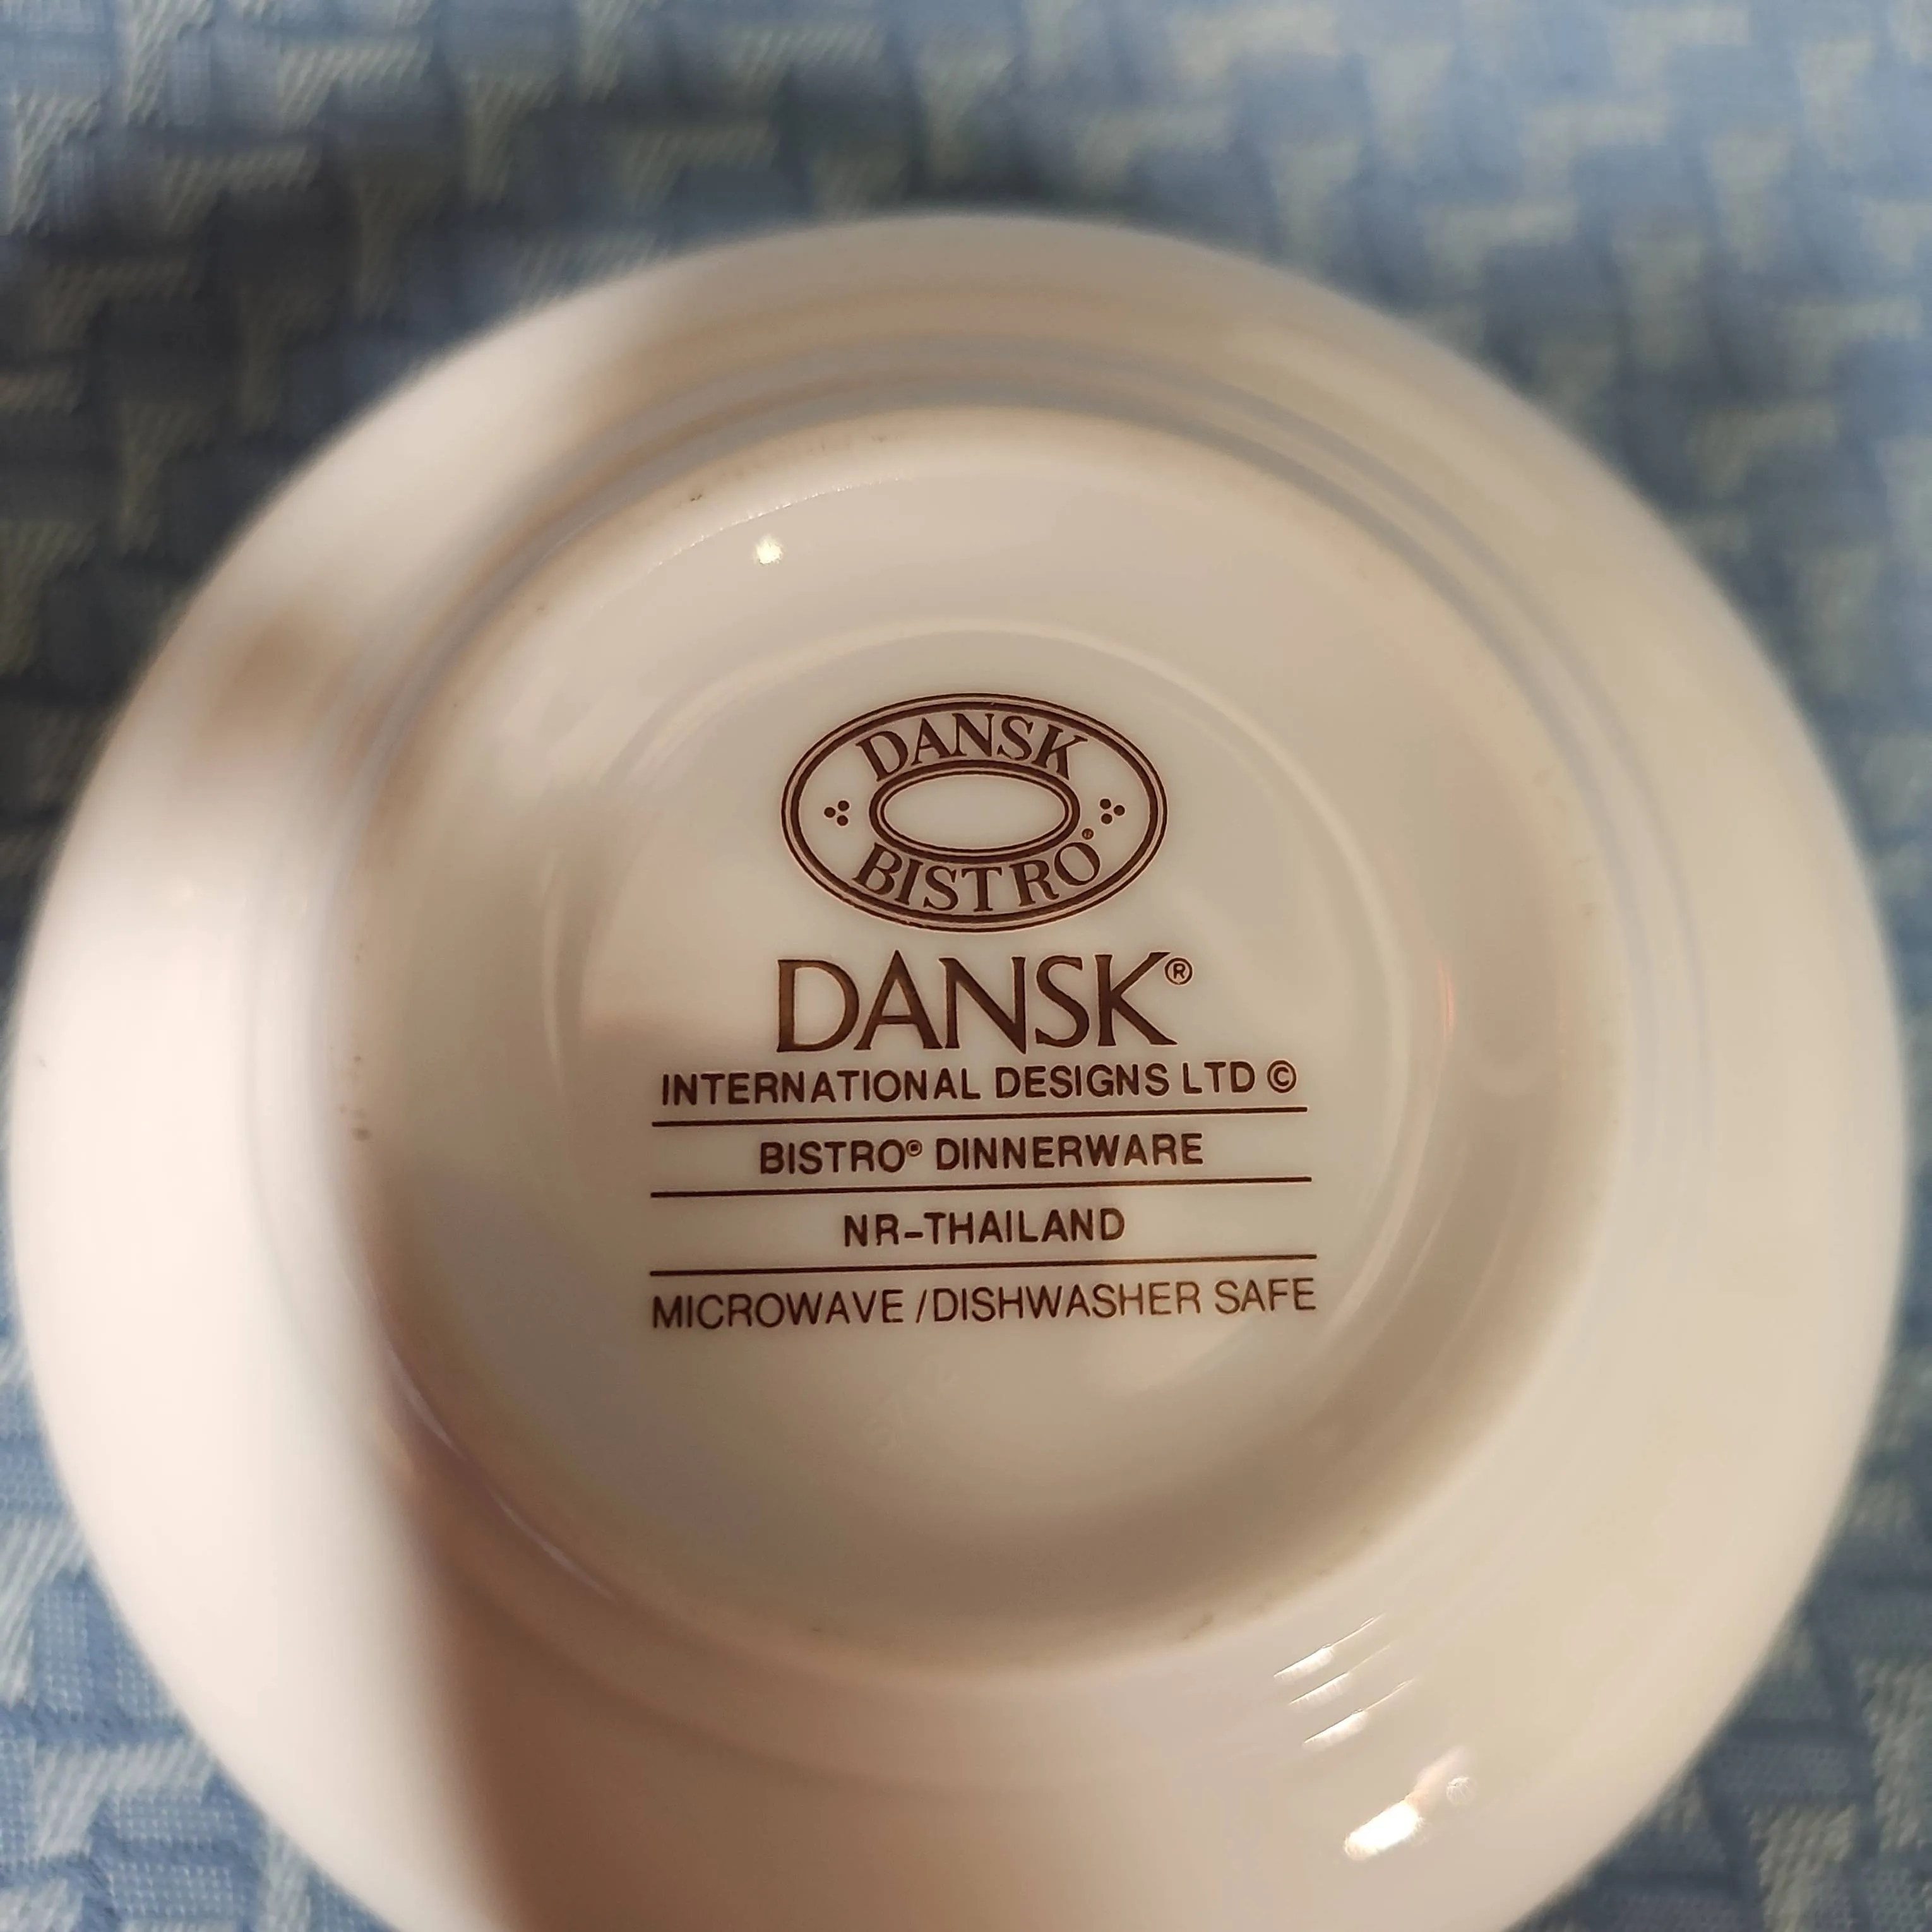 DANSK
BISTRO®
DANSK®
INTERNATIONAL DESIGNS LTD ©
BISTRO® DINNERWARE
NR-THAILAND
MICROWAVE /DISHWASHER SAFE